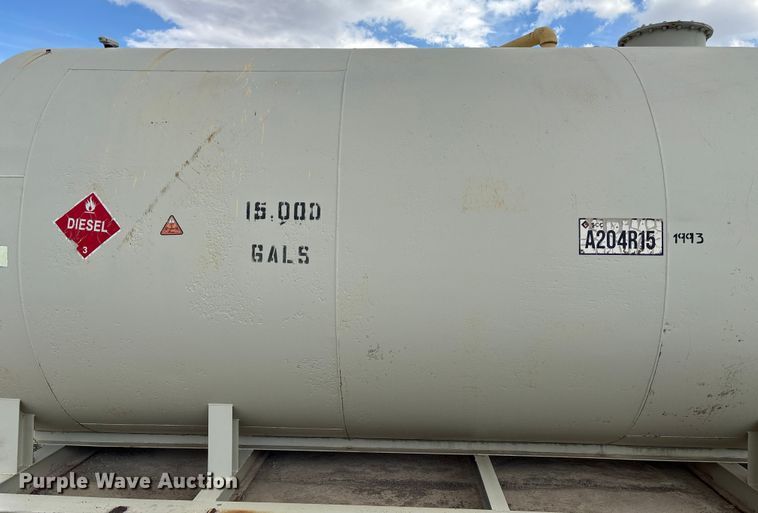 DIESEL
3
15,000
GALS
A204R15
1993
Purple Wave Auction